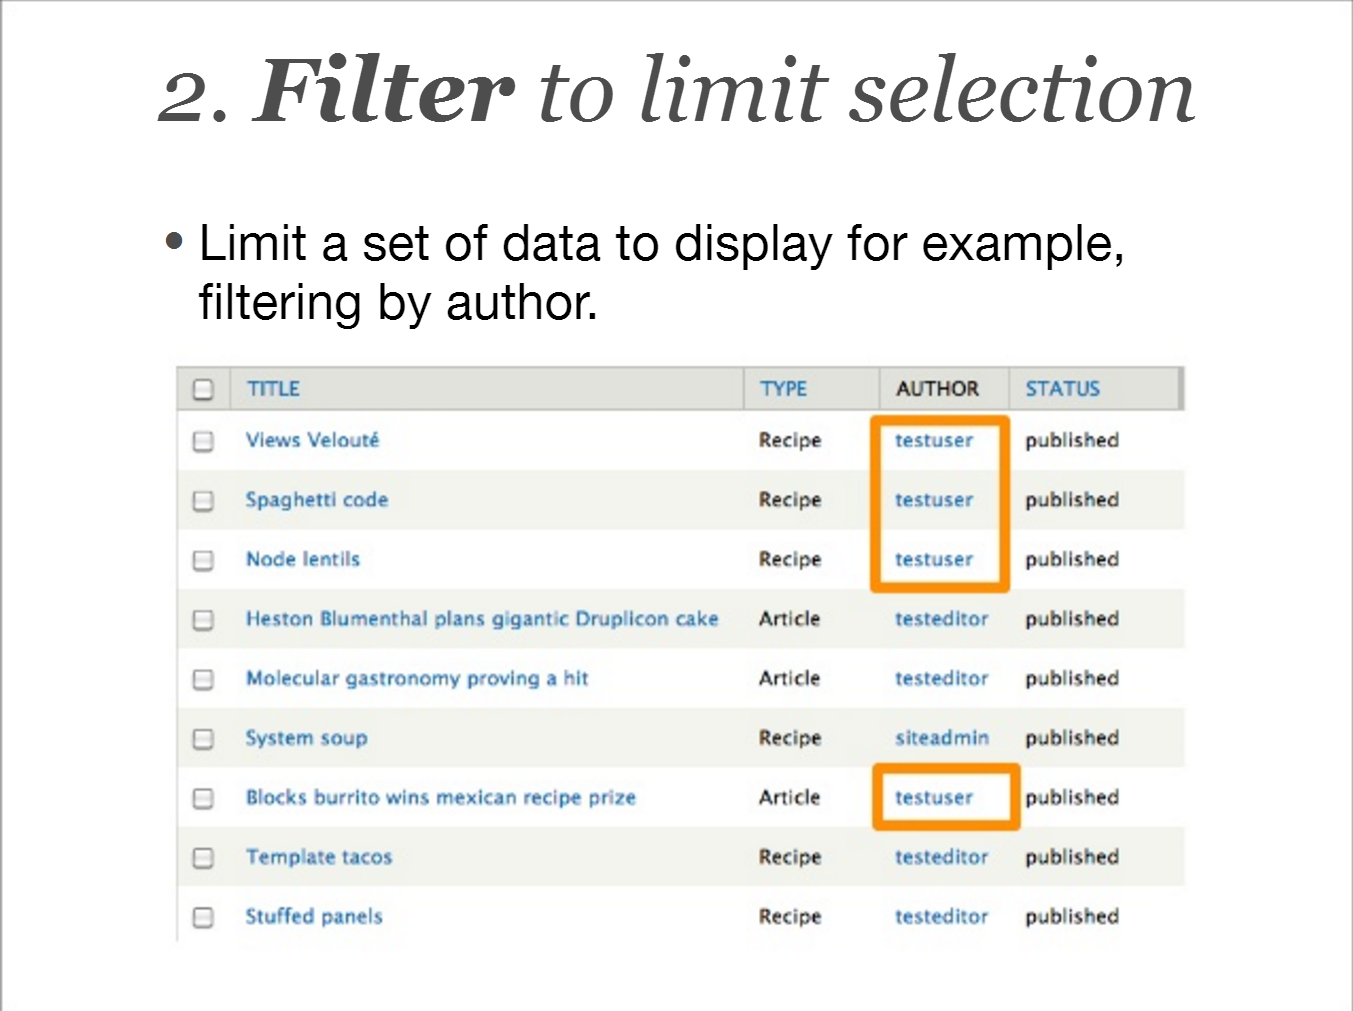 2. Filter to limit selection
• Limit a set of data to display for example,
filtering by author.
TITLE TYPE AUTHOR STATUS
Views Velouté Recipe testuser published
Spaghetti code Recipe testuser published
Node lentils Recipe testuser published
Heston Blumenthal plans gigantic Druplicon cake Article testeditor published
Molecular gastronomy proving a hit Article testeditor published
System soup Recipe siteadmin published
Blocks burrito wins mexican recipe prize Article testuser published
Template tacos Recipe testeditor published
Stuffed panels Recipe testeditor published